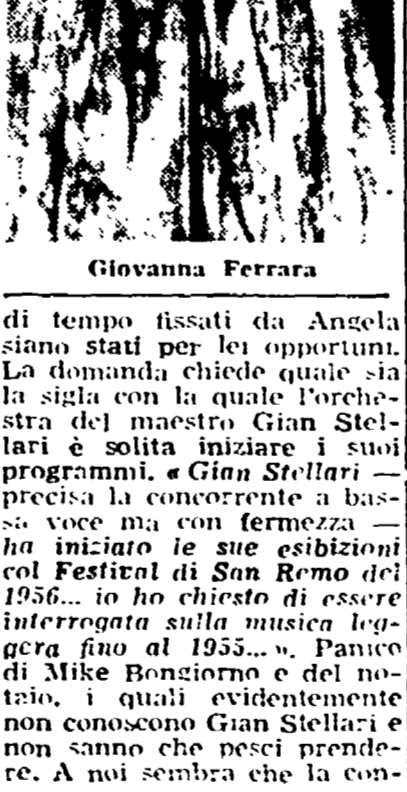 Giovanna Ferrara
di tempo fissati da Angela
siano stati per lei opportuni.
La domanda chiede quale sia
la sigla con la quale l'orche-
stra del maestro Gian Stel-
lari è solita iniziare i suoi
programmi. « Gian Stellari —
precisa la concorrente a bas-
sa voce ma con fermezza —
ha iniziato le sue esibizioni
col Festival di San Remo del
1956... io ho chiesto di essere
interrogata sulla musica leg-
gera fino al 1955... ». Panico
di Mike Bongiorno e del no-
taio, i quali evidentemente
non conoscono Gian Stellari e
non sanno che pesci prende-
re. A noi sembra che la con-